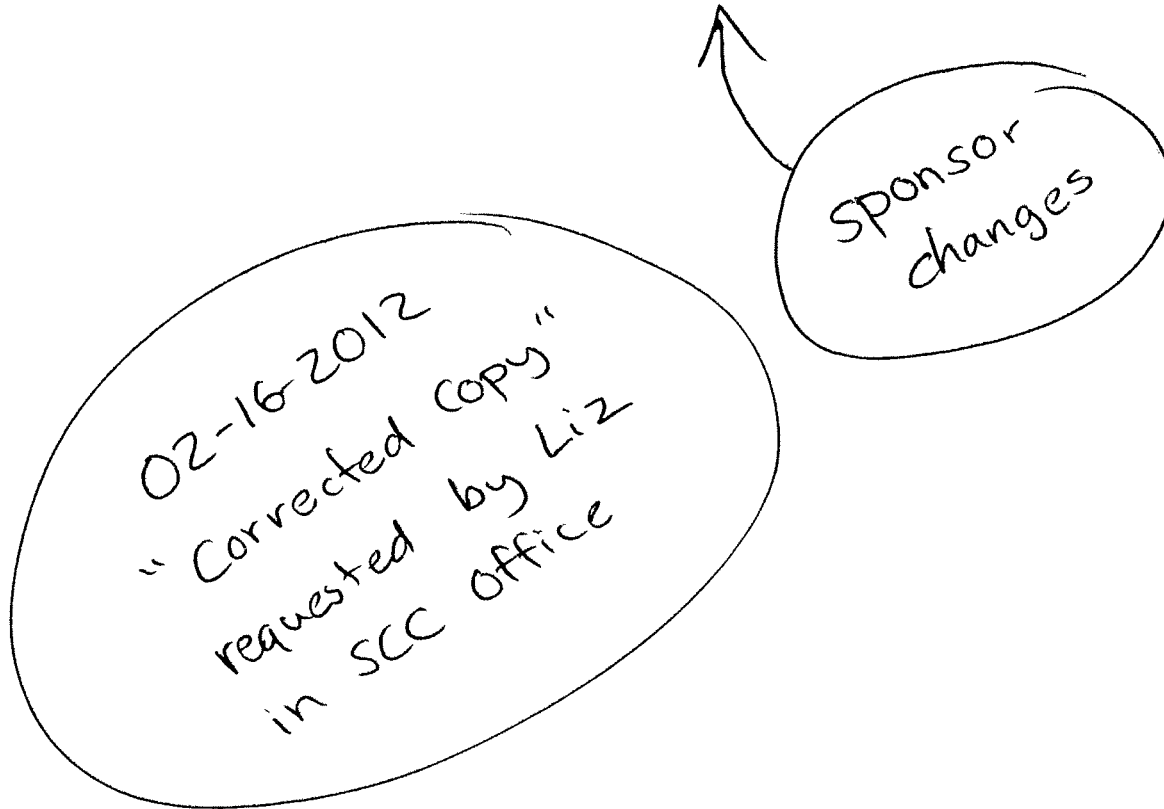 sponsor
changes
02-16-2012
"Corrected copy"
requested by Liz
in SCC office